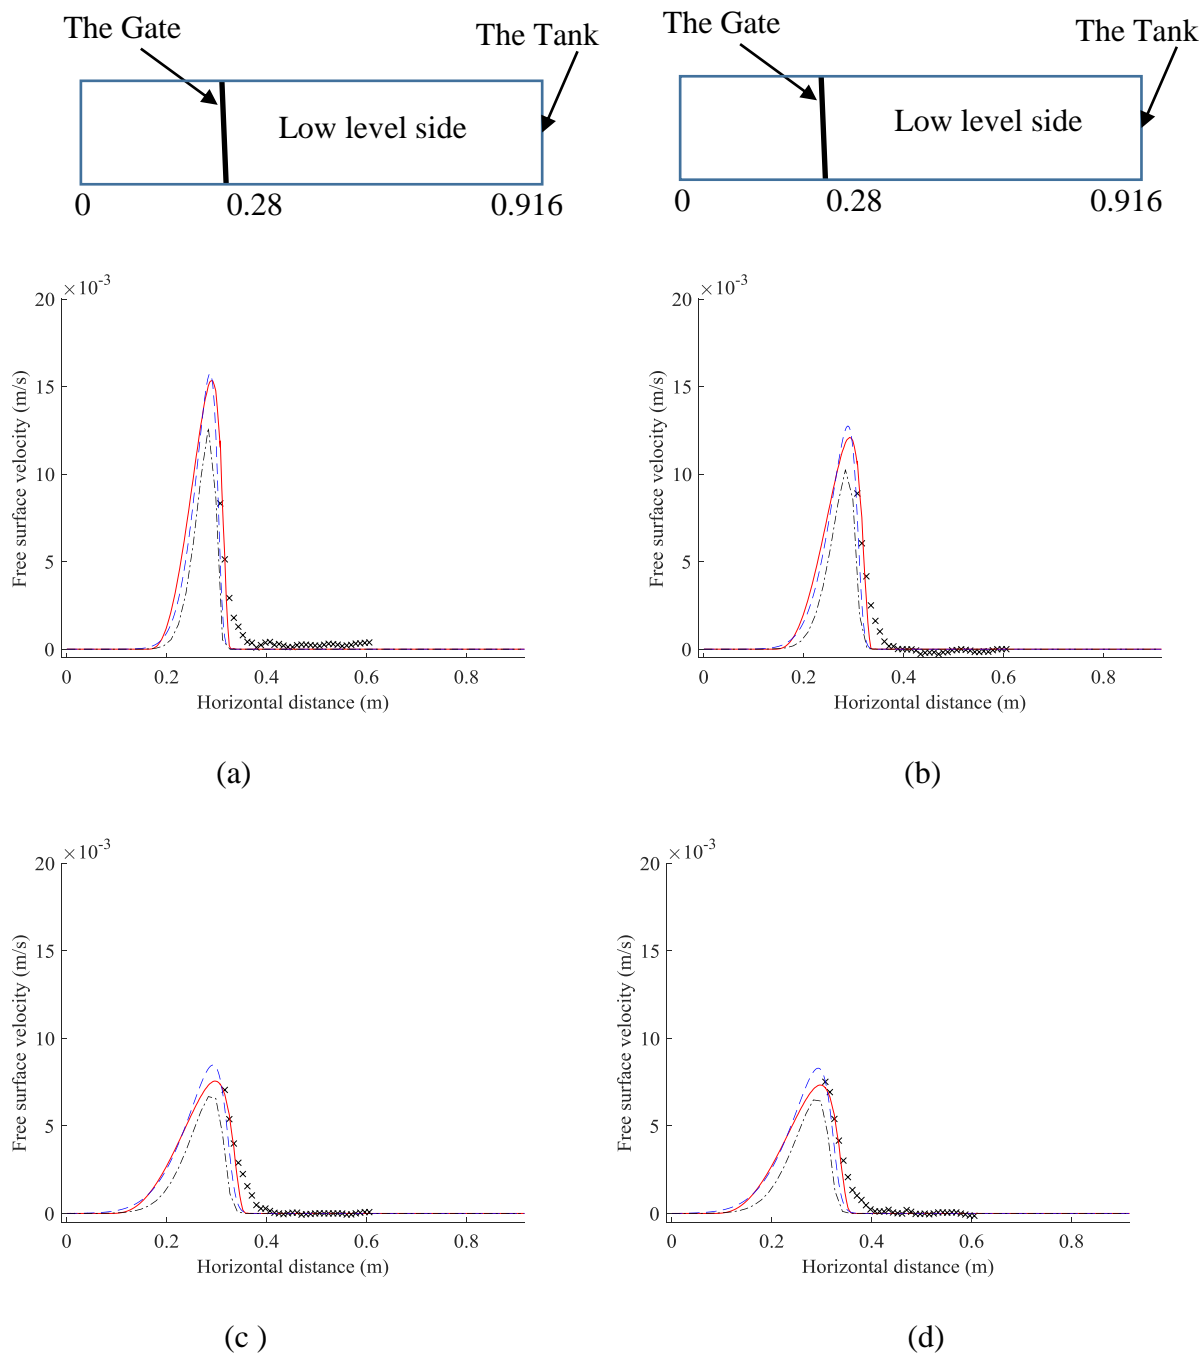 The Gate
The Tank
Low level side
0 0.28 0.916
The Gate
The Tank
Low level side
0 0.28 0.916
×10-3
20
15
10
5
0
Free surface velocity (m/s)
0 0.2 0.4 0.6 0.8
Horizontal distance (m)
(a)
×10-3
20
15
10
5
0
Free surface velocity (m/s)
0 0.2 0.4 0.6 0.8
Horizontal distance (m)
(b)
×10-3
20
15
10
5
0
Free surface velocity (m/s)
0 0.2 0.4 0.6 0.8
Horizontal distance (m)
(c )
×10-3
20
15
10
5
0
Free surface velocity (m/s)
0 0.2 0.4 0.6 0.8
Horizontal distance (m)
(d)